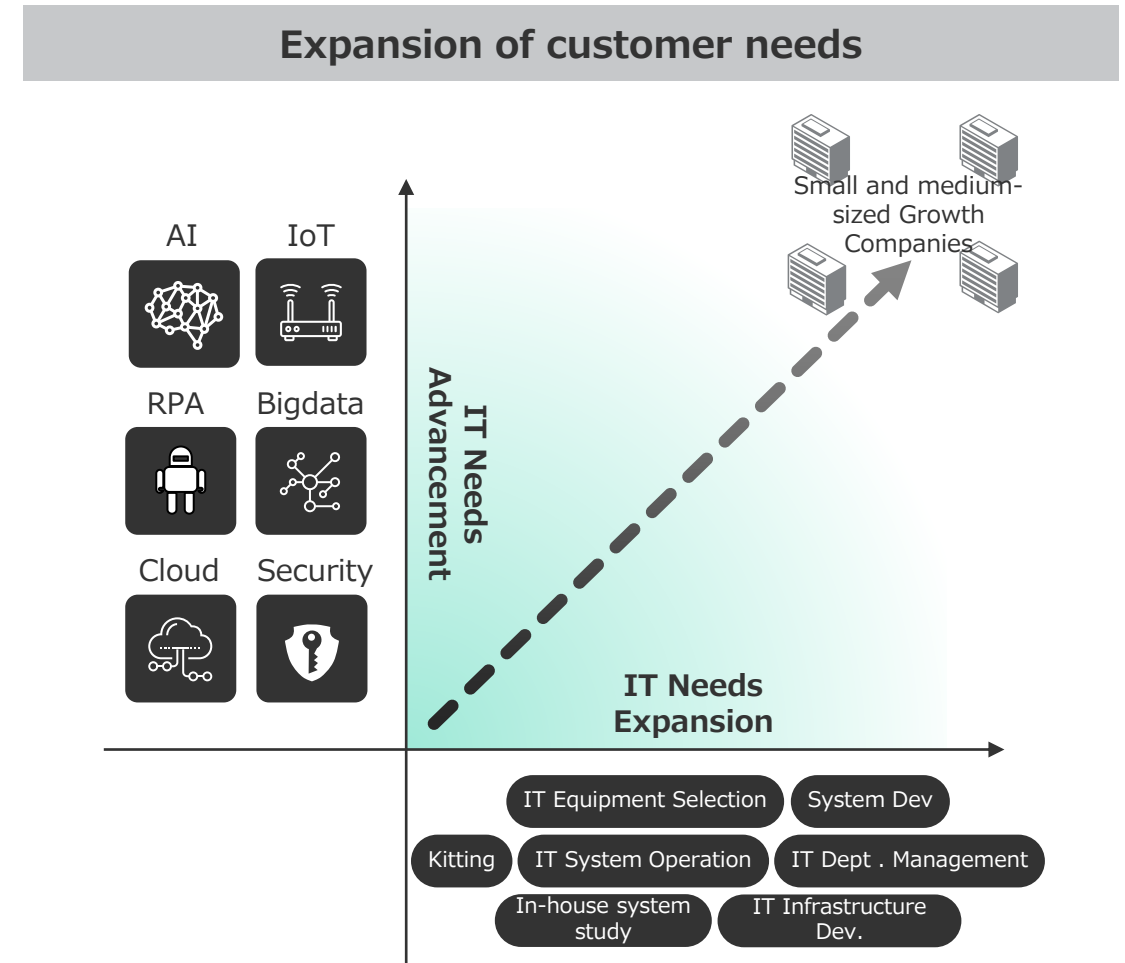 Expansion of customer needs
Small and medium-
sized Growth
Companies
AI
IoT
RPA
Bigdata
Cloud
Security
IT Needs
Advancement
IT Needs
Expansion
IT Equipment Selection
System Dev
Kitting
IT System Operation
IT Dept . Management
In-house system
study
IT Infrastructure
Dev.